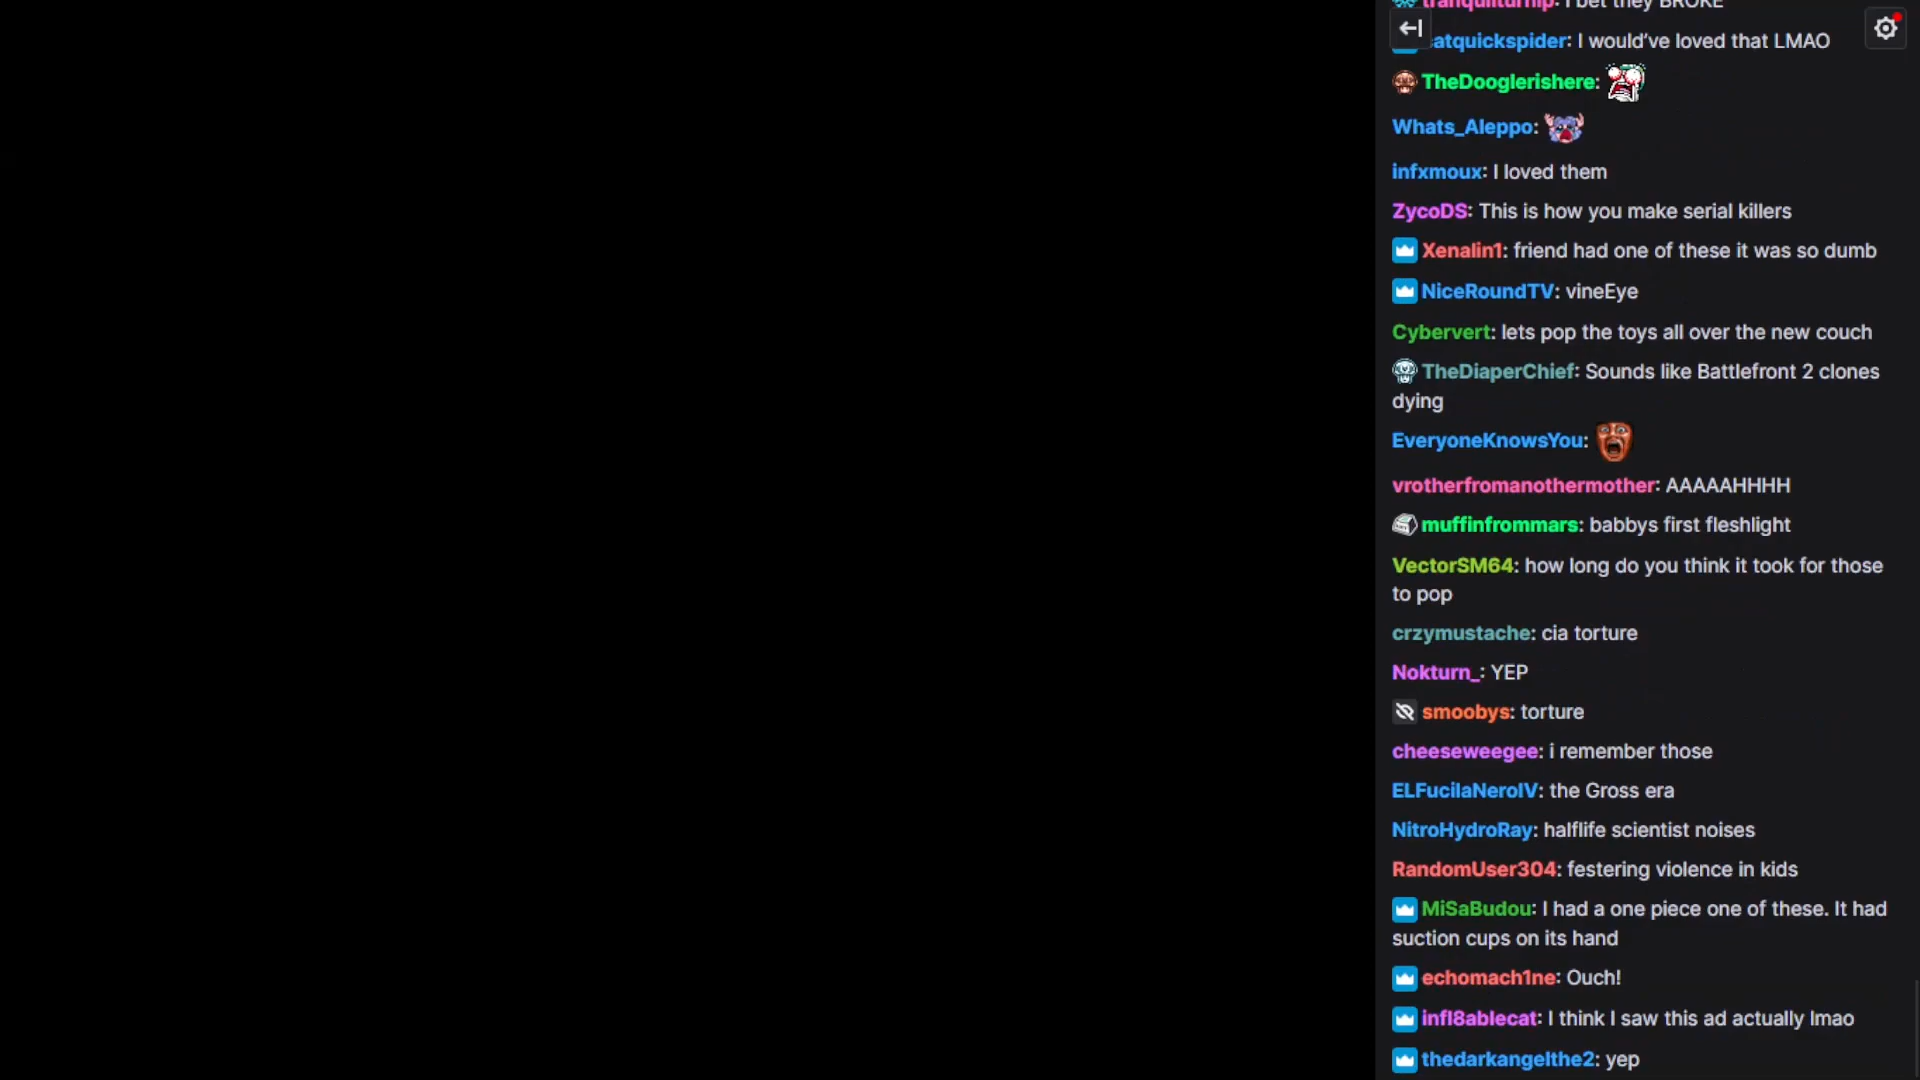 tranquilturnip: I bet they BROKE
atquickspider: I would've loved that LMAO
TheDooglerishere:
Whats_Aleppo:
infxmoux: I loved them
ZycoDS: This is how you make serial killers
Xenalin1: friend had one of these it was so dumb
NiceRoundTV: vineEye
Cybervert: lets pop the toys all over the new couch
TheDiaperChief: Sounds like Battlefront 2 clones
dying
EveryoneKnowsYou:
vrotherfromanothermother: AAAAAHHHH
muffinfrommars: babbys first fleshlight
VectorSM64: how long do you think it took for those
to pop
crzymustache: cia torture
Nokturn_: YEP
smoobys: torture
cheeseweegee: i remember those
ELFucilaNeroIV: the Gross era
NitroHydroRay: halflife scientist noises
RandomUser304: festering violence in kids
MiSaBudou: I had a one piece one of these. It had
suction cups on its hand
echomach1ne: Ouch!
infl8ablecat: I think I saw this ad actually lmao
thedarkangelthe2: yep